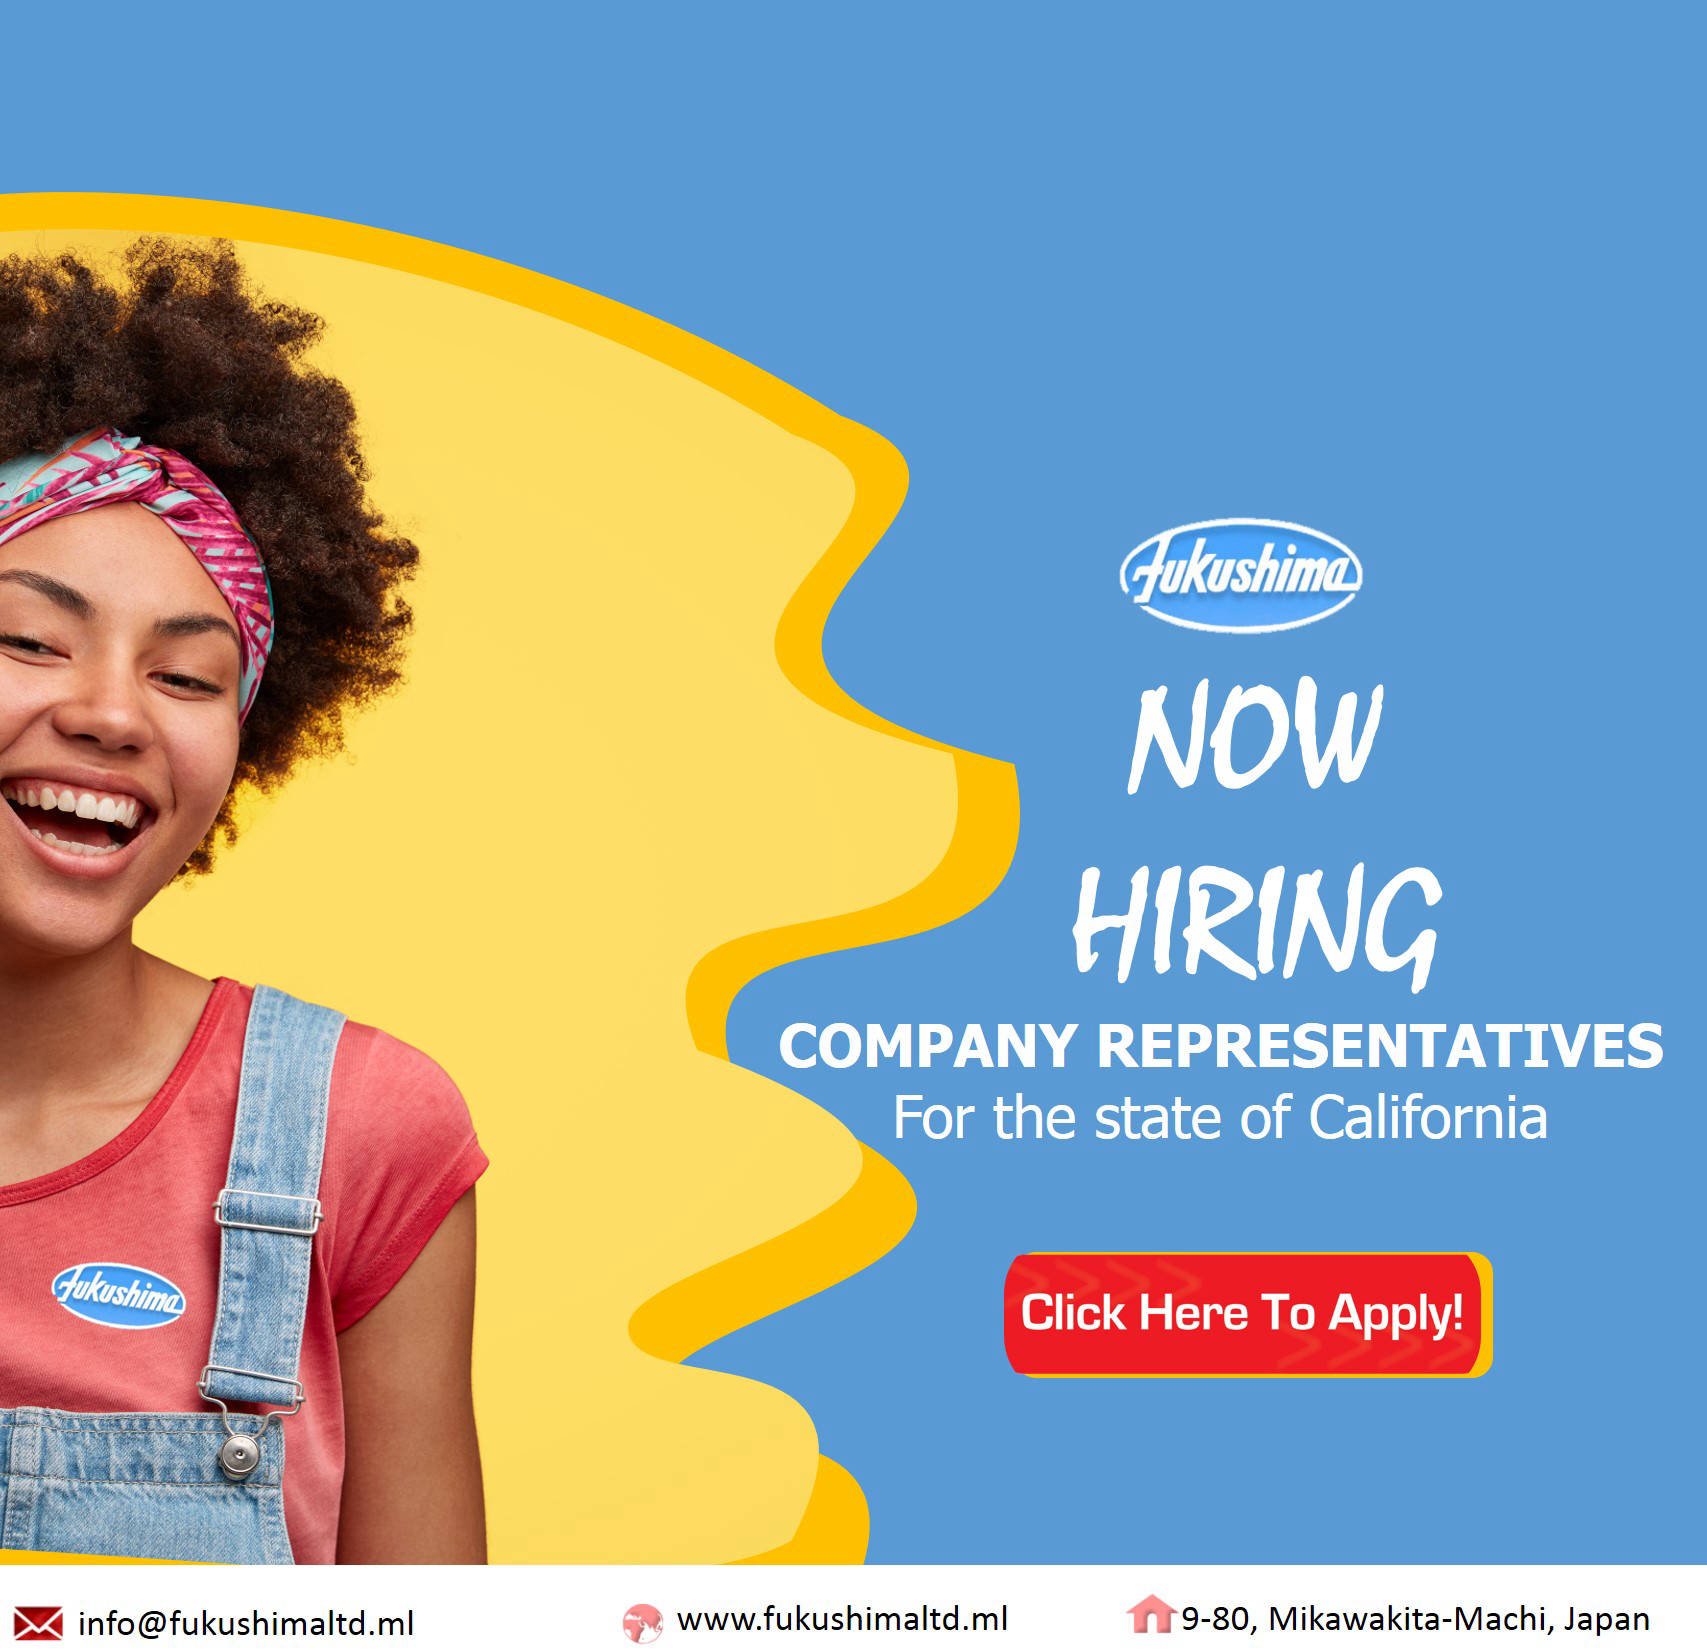 Fukushima
NOW
HIRING
COMPANY REPRESENTATIVES
For the state of California
Click Here To Apply!
Fukushima
info@fukushimaltd.ml
www.fukushimaltd.ml
9-80, Mikawakita-Machi, Japan